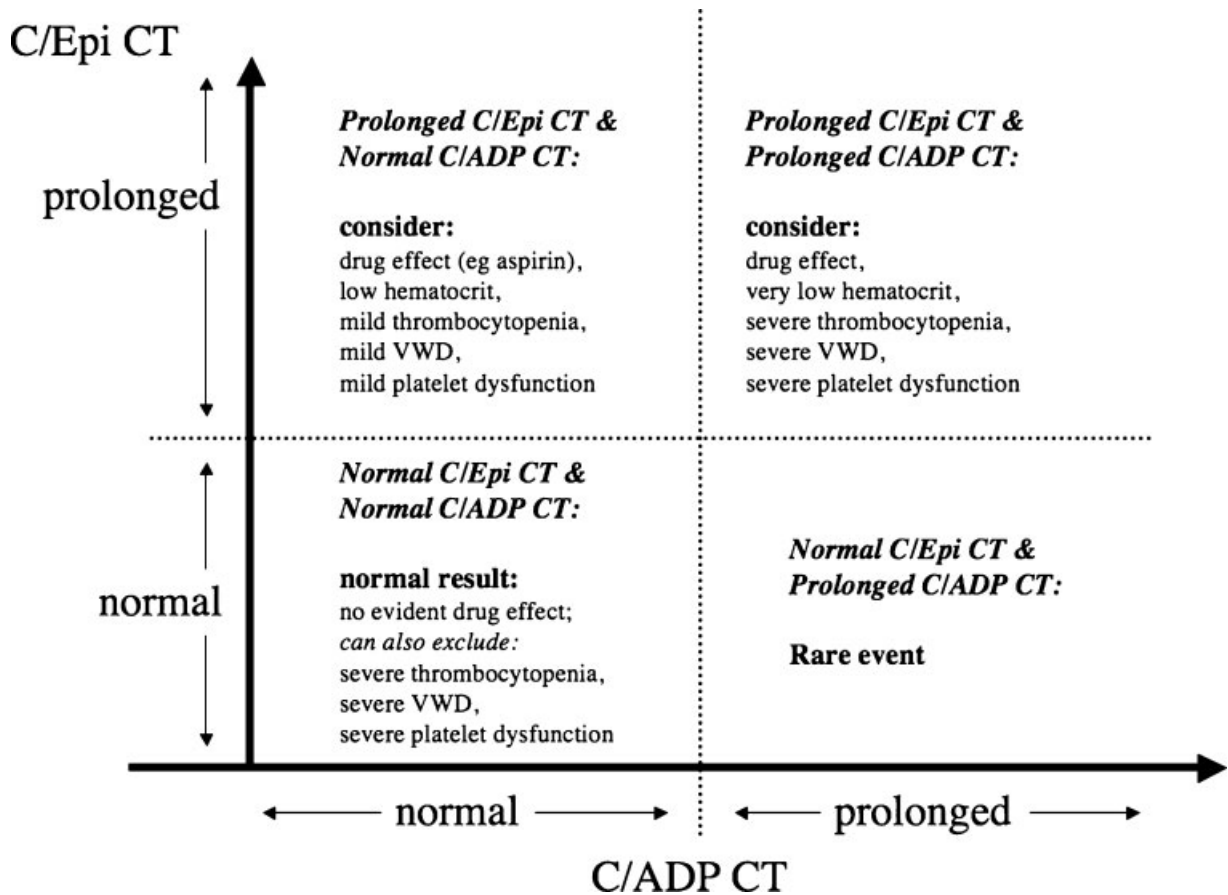 C/Epi CT
prolonged
Prolonged C/Epi CT &
Normal C/ADP CT:
consider:
drug effect (eg aspirin),
low hematocrit,
mild thrombocytopenia,
mild VWD,
mild platelet dysfunction
Prolonged C/Epi CT &
Prolonged C/ADP CT:
consider:
drug effect,
very low hematocrit,
severe thrombocytopenia,
severe VWD,
severe platelet dysfunction
normal
Normal C/Epi CT &
Normal C/ADP CT:
normal result:
no evident drug effect;
can also exclude:
severe thrombocytopenia,
severe VWD,
severe platelet dysfunction
Normal C/Epi CT &
Prolonged C/ADP CT:
Rare event
normal
prolonged
C/ADP CT